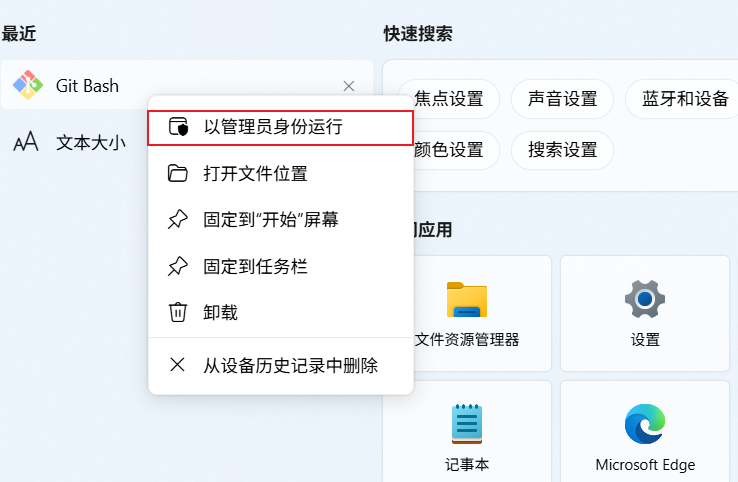 最近
Git Bash
文本大小
以管理员身份运行
打开文件位置
固定到“开始”屏幕
固定到任务栏
卸载
从设备历史记录中删除
快速搜索
焦点设置
声音设置
蓝牙和设备
颜色设置
搜索设置
应用
文件资源管理器
设置
记事本
Microsoft Edge